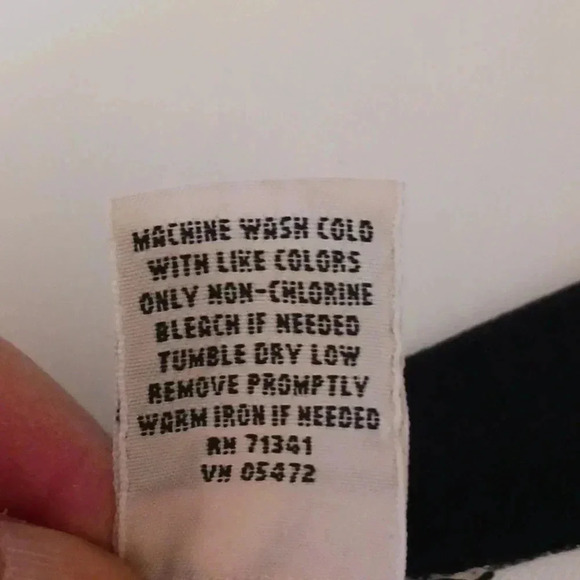 MACHINE WASH COLD
WITH LIKE COLORS
ONLY NON-CHLORINE
BLEACH IF NEEDED
TUMBLE DRY LOW
REMOVE PROMPTLY
WARM IRON IF NEEDED
RN 71341
VN 05472